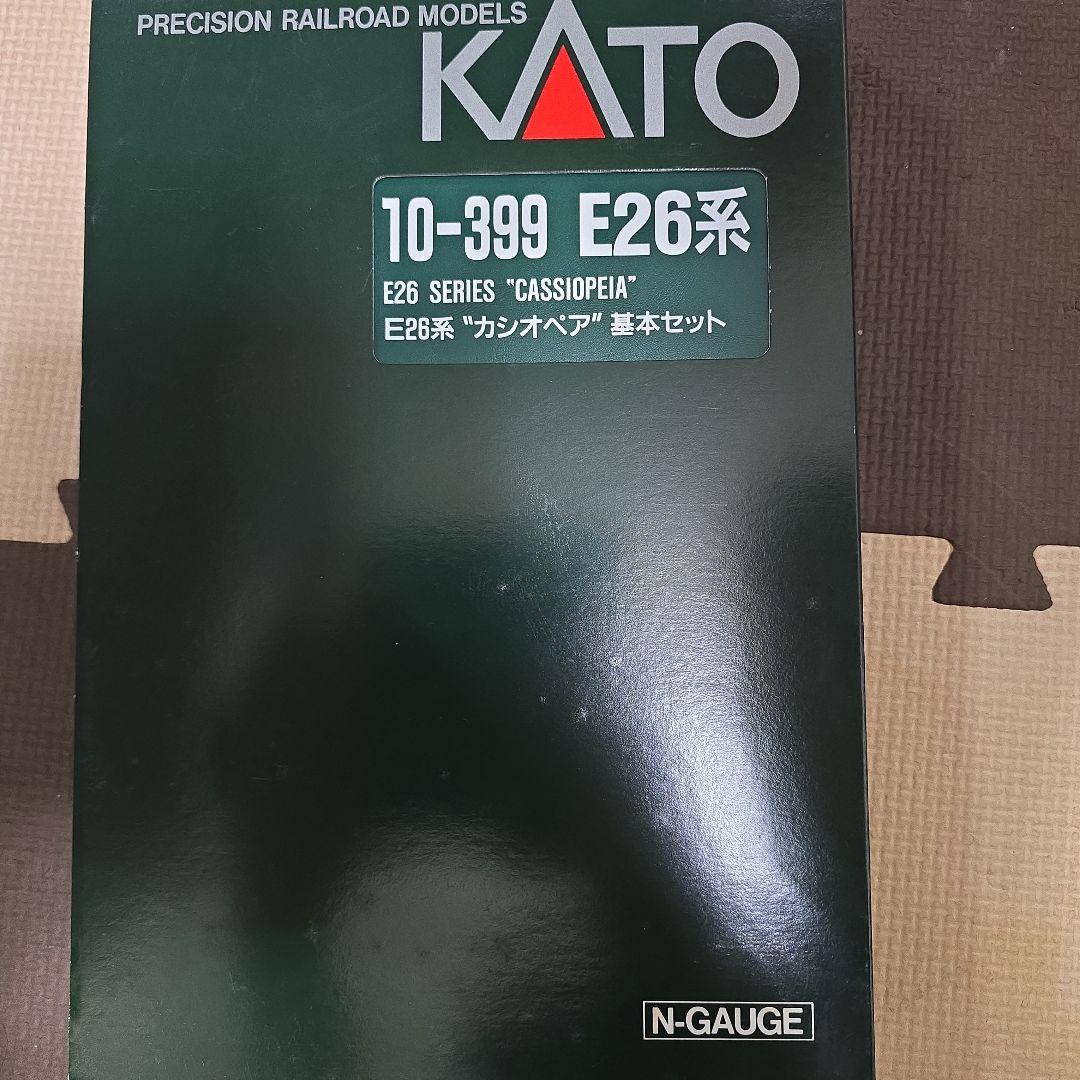 PRECISION RAILROAD MODELS
KATO
10-399 E26系
E26 SERIES "CASSIOPEIA"
E26系 "カシオペア" 基本セット
N-GAUGE